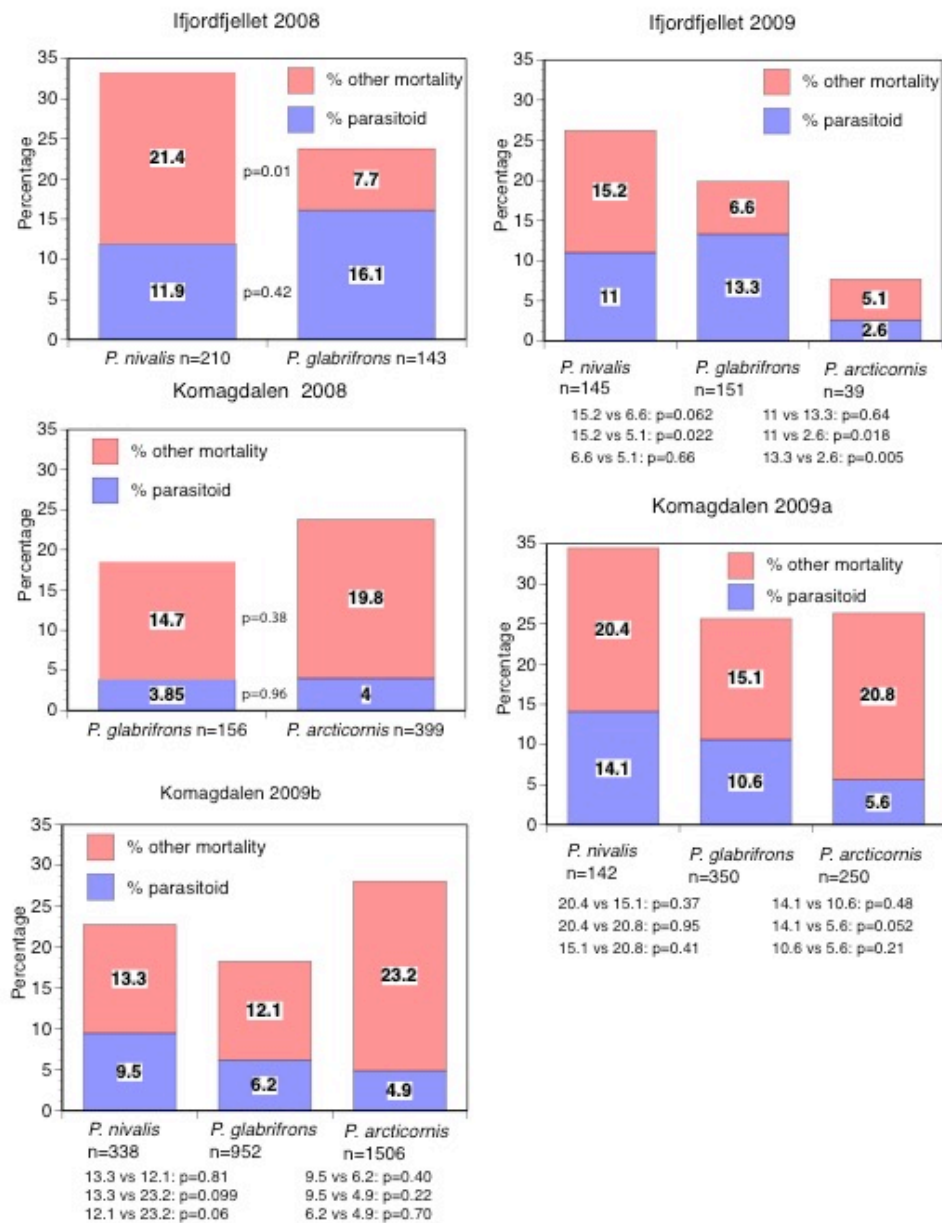 Ifjordfjellet 2008
35
30
25
20
15
10
5
0
Percentage
% other mortality
% parasitoid
21.4
p=0.01
7.7
11.9
p=0.42
16.1
P. nivalis n=210
P. glabrifrons n=143
Ifjordfjellet 2009
35
30
25
20
15
10
5
0
Percentage
% other mortality
% parasitoid
15.2
6.6
11
13.3
5.1
2.6
P. nivalis
n=145
P. glabrifrons
n=151
P. arcticornis
n=39
15.2 vs 6.6: p=0.062
15.2 vs 5.1: p=0.022
6.6 vs 5.1: p=0.66
11 vs 13.3: p=0.64
11 vs 2.6: p=0.018
13.3 vs 2.6: p=0.005
Komagdalen 2008
35
30
25
20
15
10
5
0
Percentage
% other mortality
% parasitoid
14.7
p=0.38
19.8
3.85
p=0.96
4
P. glabrifrons n=156
P. arcticornis n=399
Komagdalen 2009a
35
30
25
20
15
10
5
0
Percentage
% other mortality
% parasitoid
20.4
15.1
20.8
14.1
10.6
5.6
P. nivalis
n=142
P. glabrifrons
n=350
P. arcticornis
n=250
20.4 vs 15.1: p=0.37
20.4 vs 20.8: p=0.95
15.1 vs 20.8: p=0.41
14.1 vs 10.6: p=0.48
14.1 vs 5.6: p=0.052
10.6 vs 5.6: p=0.21
Komagdalen 2009b
35
30
25
20
15
10
5
0
Percentage
% other mortality
% parasitoid
13.3
12.1
23.2
9.5
6.2
4.9
P. nivalis
n=338
P. glabrifrons
n=952
P. arcticornis
n=1506
13.3 vs 12.1: p=0.81
13.3 vs 23.2: p=0.099
12.1 vs 23.2: p=0.06
9.5 vs 6.2: p=0.40
9.5 vs 4.9: p=0.22
6.2 vs 4.9: p=0.70